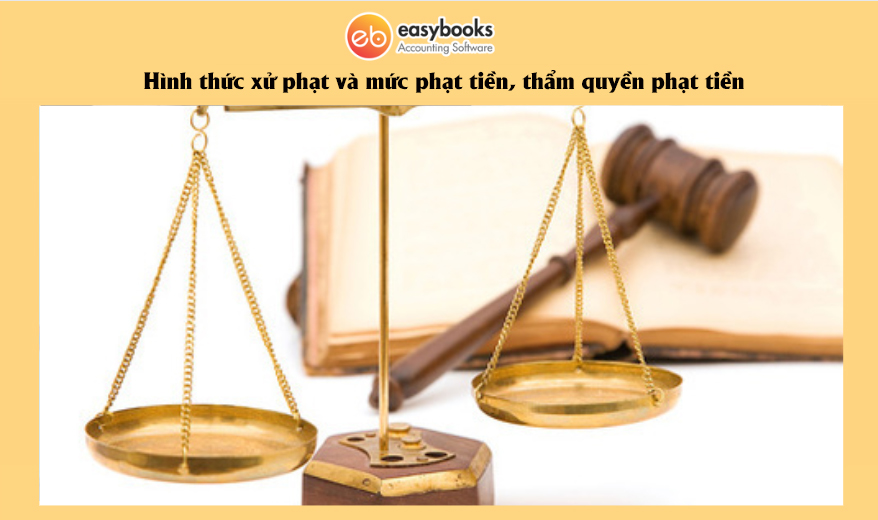 eb
easybooks
Accounting Software
Hình thức xử phạt và mức phạt tiền, thẩm quyền phạt tiền